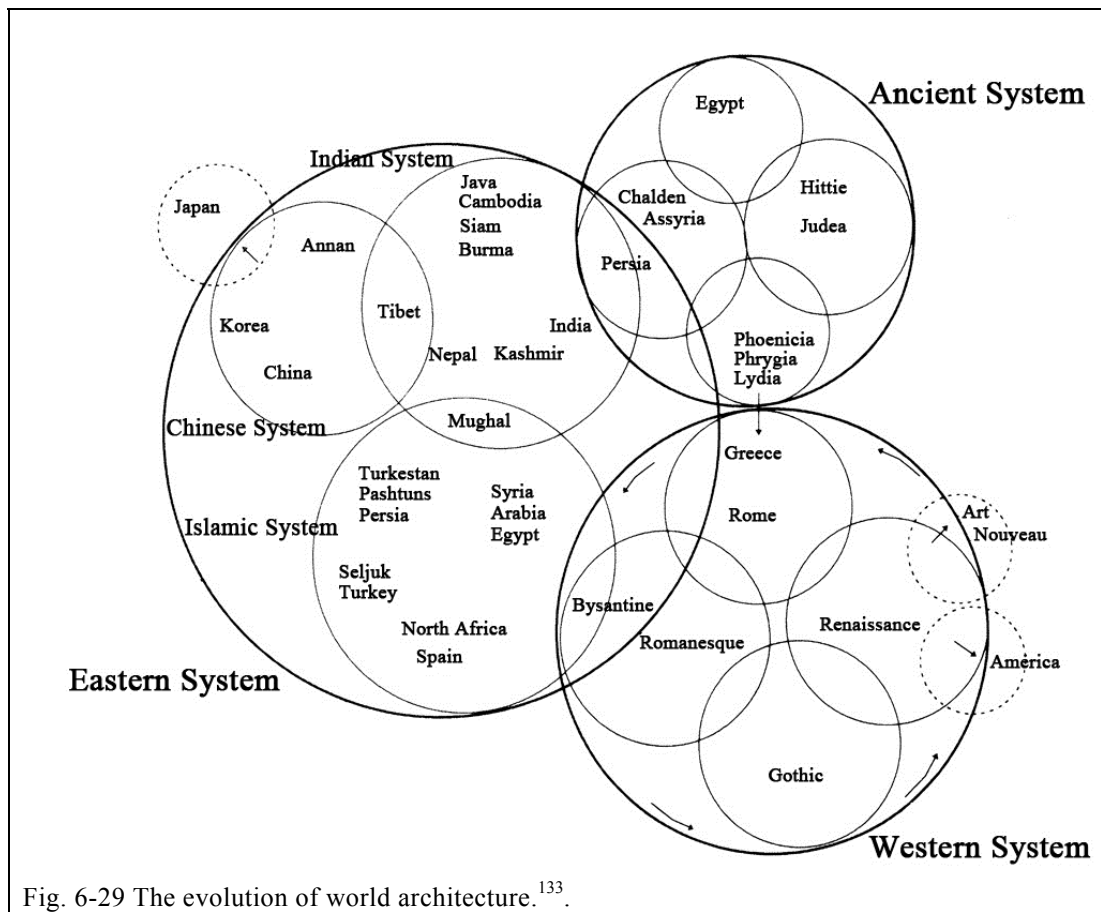 Ancient System
Egypt
Hittie
Judea
Chalden
Assyria
Persia
Phoenicia
Phrygia
Lydia
Indian System
Java
Cambodia
Siam
Burma
Japan
Annan
Tibet
Korea
China
India
Nepal Kashmir
Chinese System
Mughal
Islamic System
Turkestan
Pashtuns
Persia
Syria
Arabia
Egypt
Seljuk
Turkey
North Africa
Spain
Eastern System
Greece
Rome
Art
Nouveau
Bysantine
Romanesque
Renaissance
America
Gothic
Western System
Fig. 6-29 The evolution of world architecture.133.